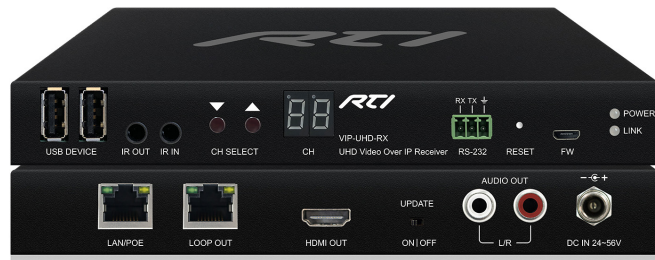 RTI
RTI
88
RX TX
POWER
LINK
VIP-UHD-RX
USB DEVICE IR OUT IR IN CH SELECT CH UHD Video Over IP Receiver RS-232 RESET FW
AUDIO OUT
- +
UPDATE
LAN/POE LOOP OUT HDMI OUT ON | OFF L/R DC IN 24~56V